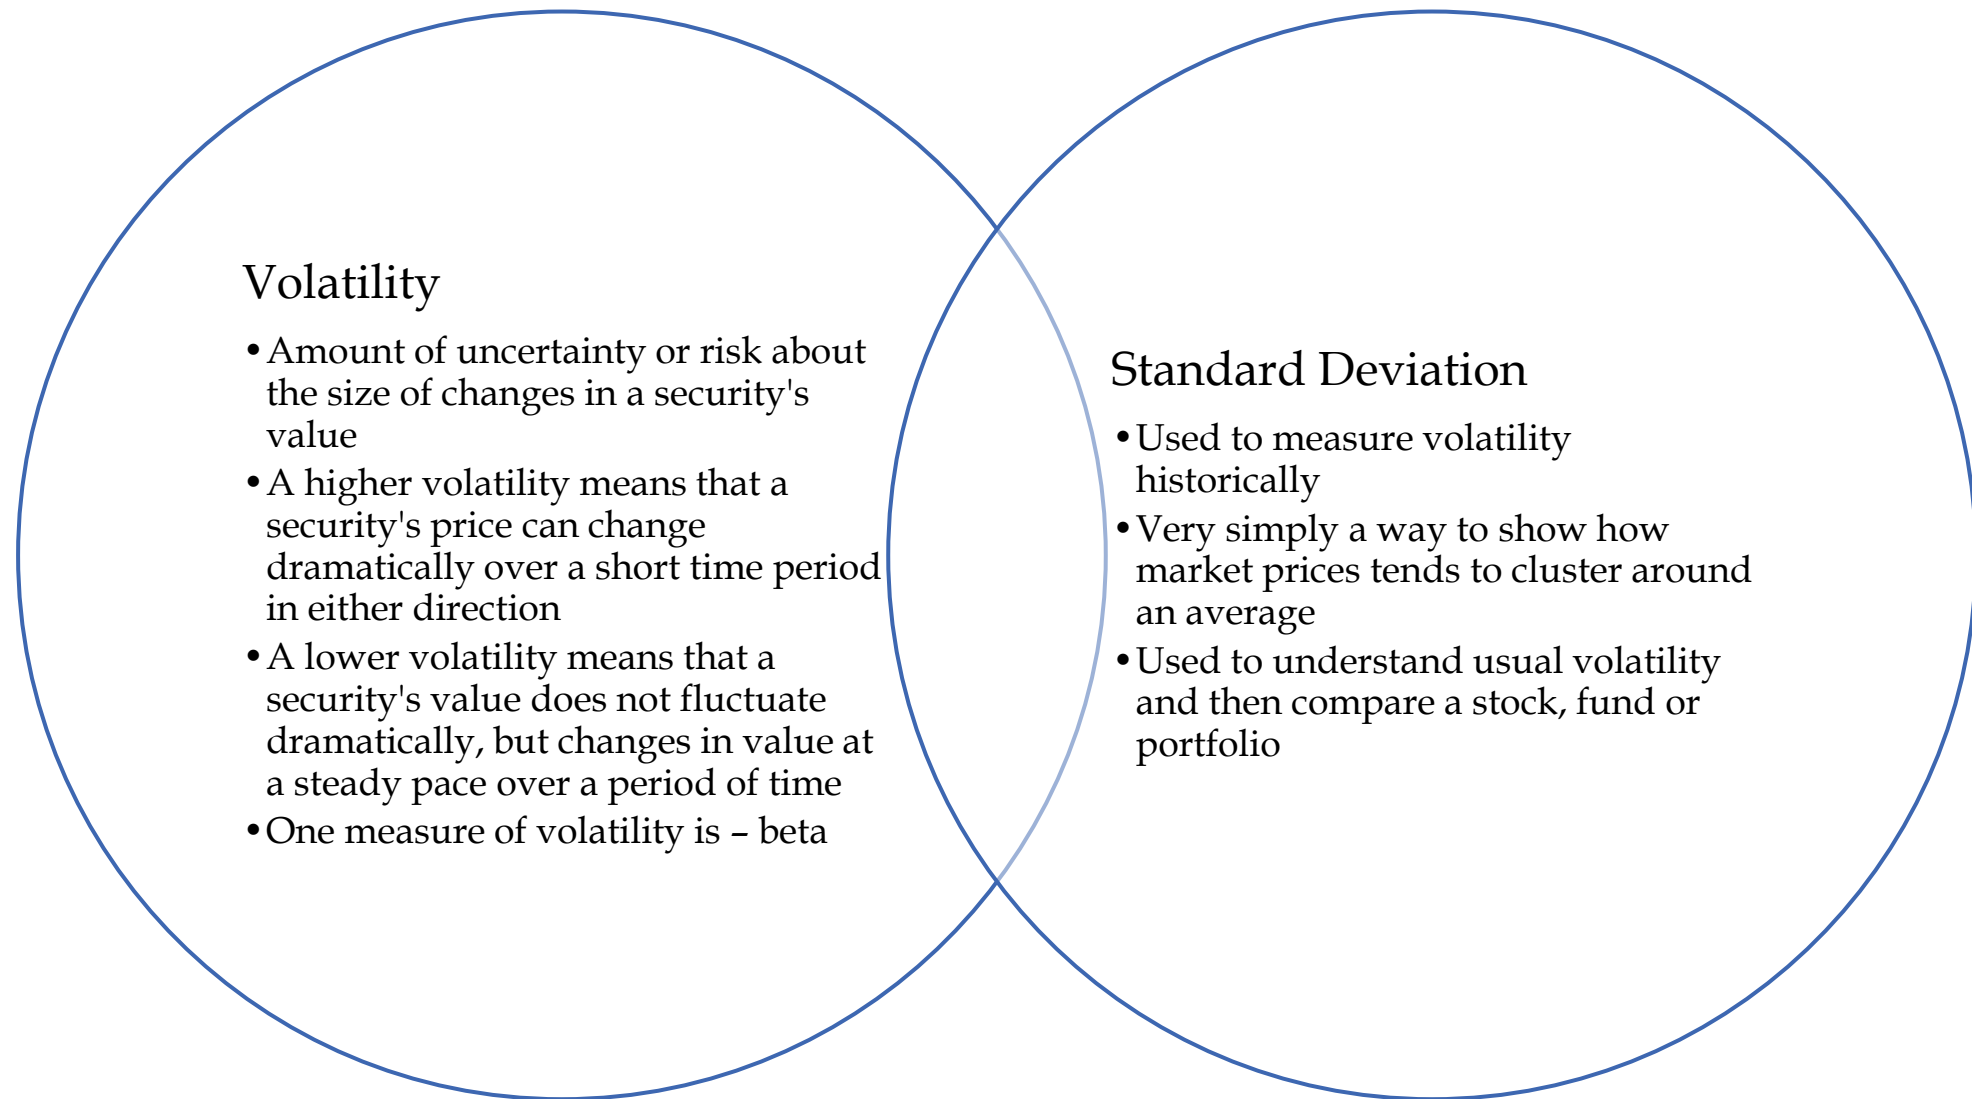 Volatility
•Amount of uncertainty or risk about
the size of changes in a security's
value
•A higher volatility means that a
security's price can change
dramatically over a short time period
in either direction
•A lower volatility means that a
security's value does not fluctuate
dramatically, but changes in value at
a steady pace over a period of time
•One measure of volatility is – beta
Standard Deviation
•Used to measure volatility
historically
•Very simply a way to show how
market prices tends to cluster around
an average
•Used to understand usual volatility
and then compare a stock, fund or
portfolio